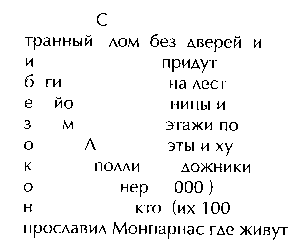 С
транный дом без дверей и
и придут
б ги на лест
е йо ницы и
з м этажи по
о Л эты и ху
к полли дожники
о нер 000 )
н кто (их 100
прославил Монпарнас где живут